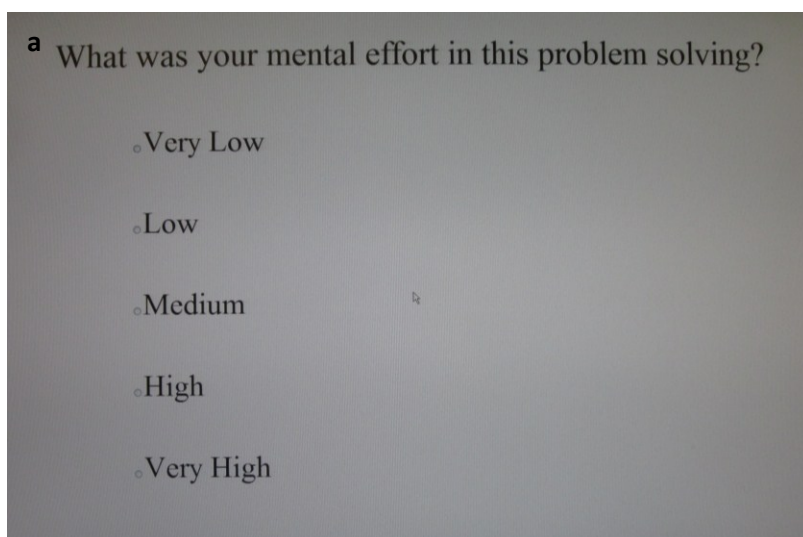 a
What was your mental effort in this problem solving?
Very Low
Low
Medium
High
Very High